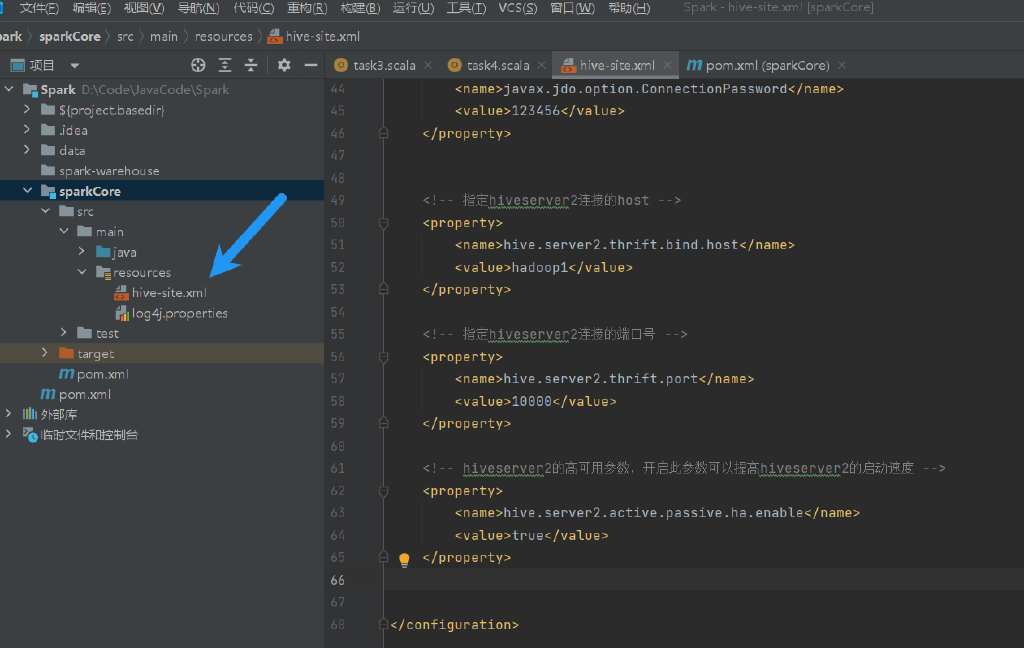 文件(F) 编辑(E) 视图(V) 导航(N) 代码(C) 重构(R) 构建(B) 运行(U) 工具(T) VCS(S) 窗口(W) 帮助(H) Spark - hive-site.xml [sparkCore]
park sparkCore src main resources hive-site.xml
项目
task3.scala task4.scala hive-site.xml pom.xml (sparkCore)
Spark D:\Code\JavaCode\Spark
${project.basedir}
.idea
data
spark-warehouse
sparkCore
src
main
java
resources
hive-site.xml
log4j.properties
test
target
pom.xml
pom.xml
外部库
临时文件和控制台
44 <name>javax.jdo.option.ConnectionPassword</name>
45 <value>123456</value>
46 </property>
47
48
49 <!-- 指定hiveserver2连接的host -->
50 <property>
51 <name>hive.server2.thrift.bind.host</name>
52 <value>hadoop1</value>
53 </property>
54
55 <!-- 指定hiveserver2连接的端口号 -->
56 <property>
57 <name>hive.server2.thrift.port</name>
58 <value>10000</value>
59 </property>
60
61 <!-- hiveserver2的高可用参数，开启此参数可以提高hiveserver2的启动速度 -->
62 <property>
63 <name>hive.server2.active.passive.ha.enable</name>
64 <value>true</value>
65 </property>
66
67
68 </configuration>